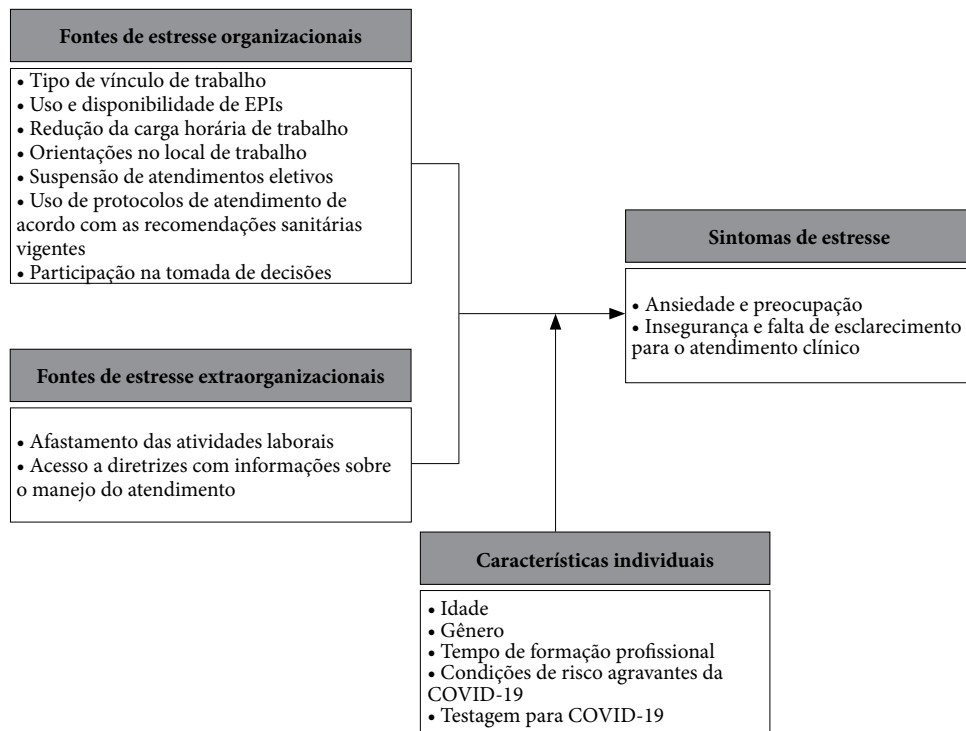 Fontes de estresse organizacionais
• Tipo de vínculo de trabalho
• Uso e disponibilidade de EPIs
• Redução da carga horária de trabalho
• Orientações no local de trabalho
• Suspensão de atendimentos eletivos
• Uso de protocolos de atendimento de
acordo com as recomendações sanitárias
vigentes
• Participação na tomada de decisões
Fontes de estresse extraorganizacionais
• Afastamento das atividades laborais
• Acesso a diretrizes com informações sobre
o manejo do atendimento
Sintomas de estresse
• Ansiedade e preocupação
• Insegurança e falta de esclarecimento
para o atendimento clínico
Características individuais
• Idade
• Gênero
• Tempo de formação profissional
• Condições de risco agravantes da
COVID-19
• Testagem para COVID-19